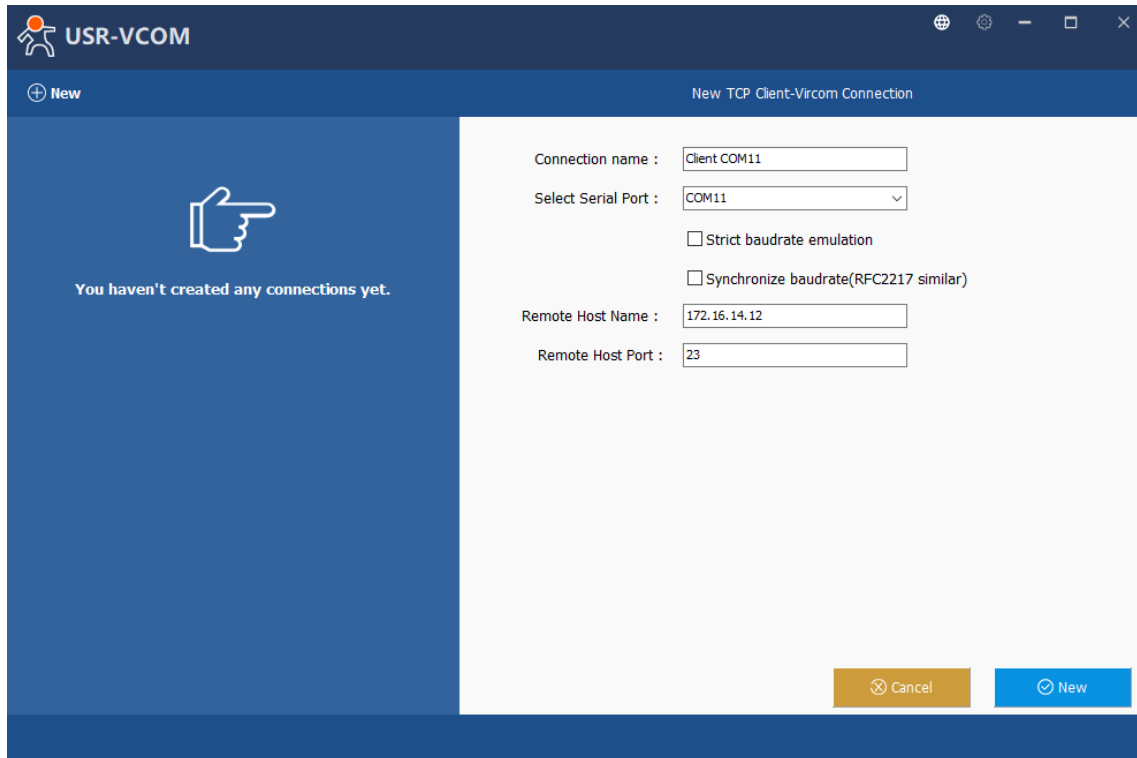 USR-VCOM
New
New TCP Client-Vircom Connection
You haven't created any connections yet.
Connection name :
Client COM11
Select Serial Port :
COM11
Strict baudrate emulation
Synchronize baudrate(RFC2217 similar)
Remote Host Name :
172.16.14.12
Remote Host Port :
23
Cancel
New